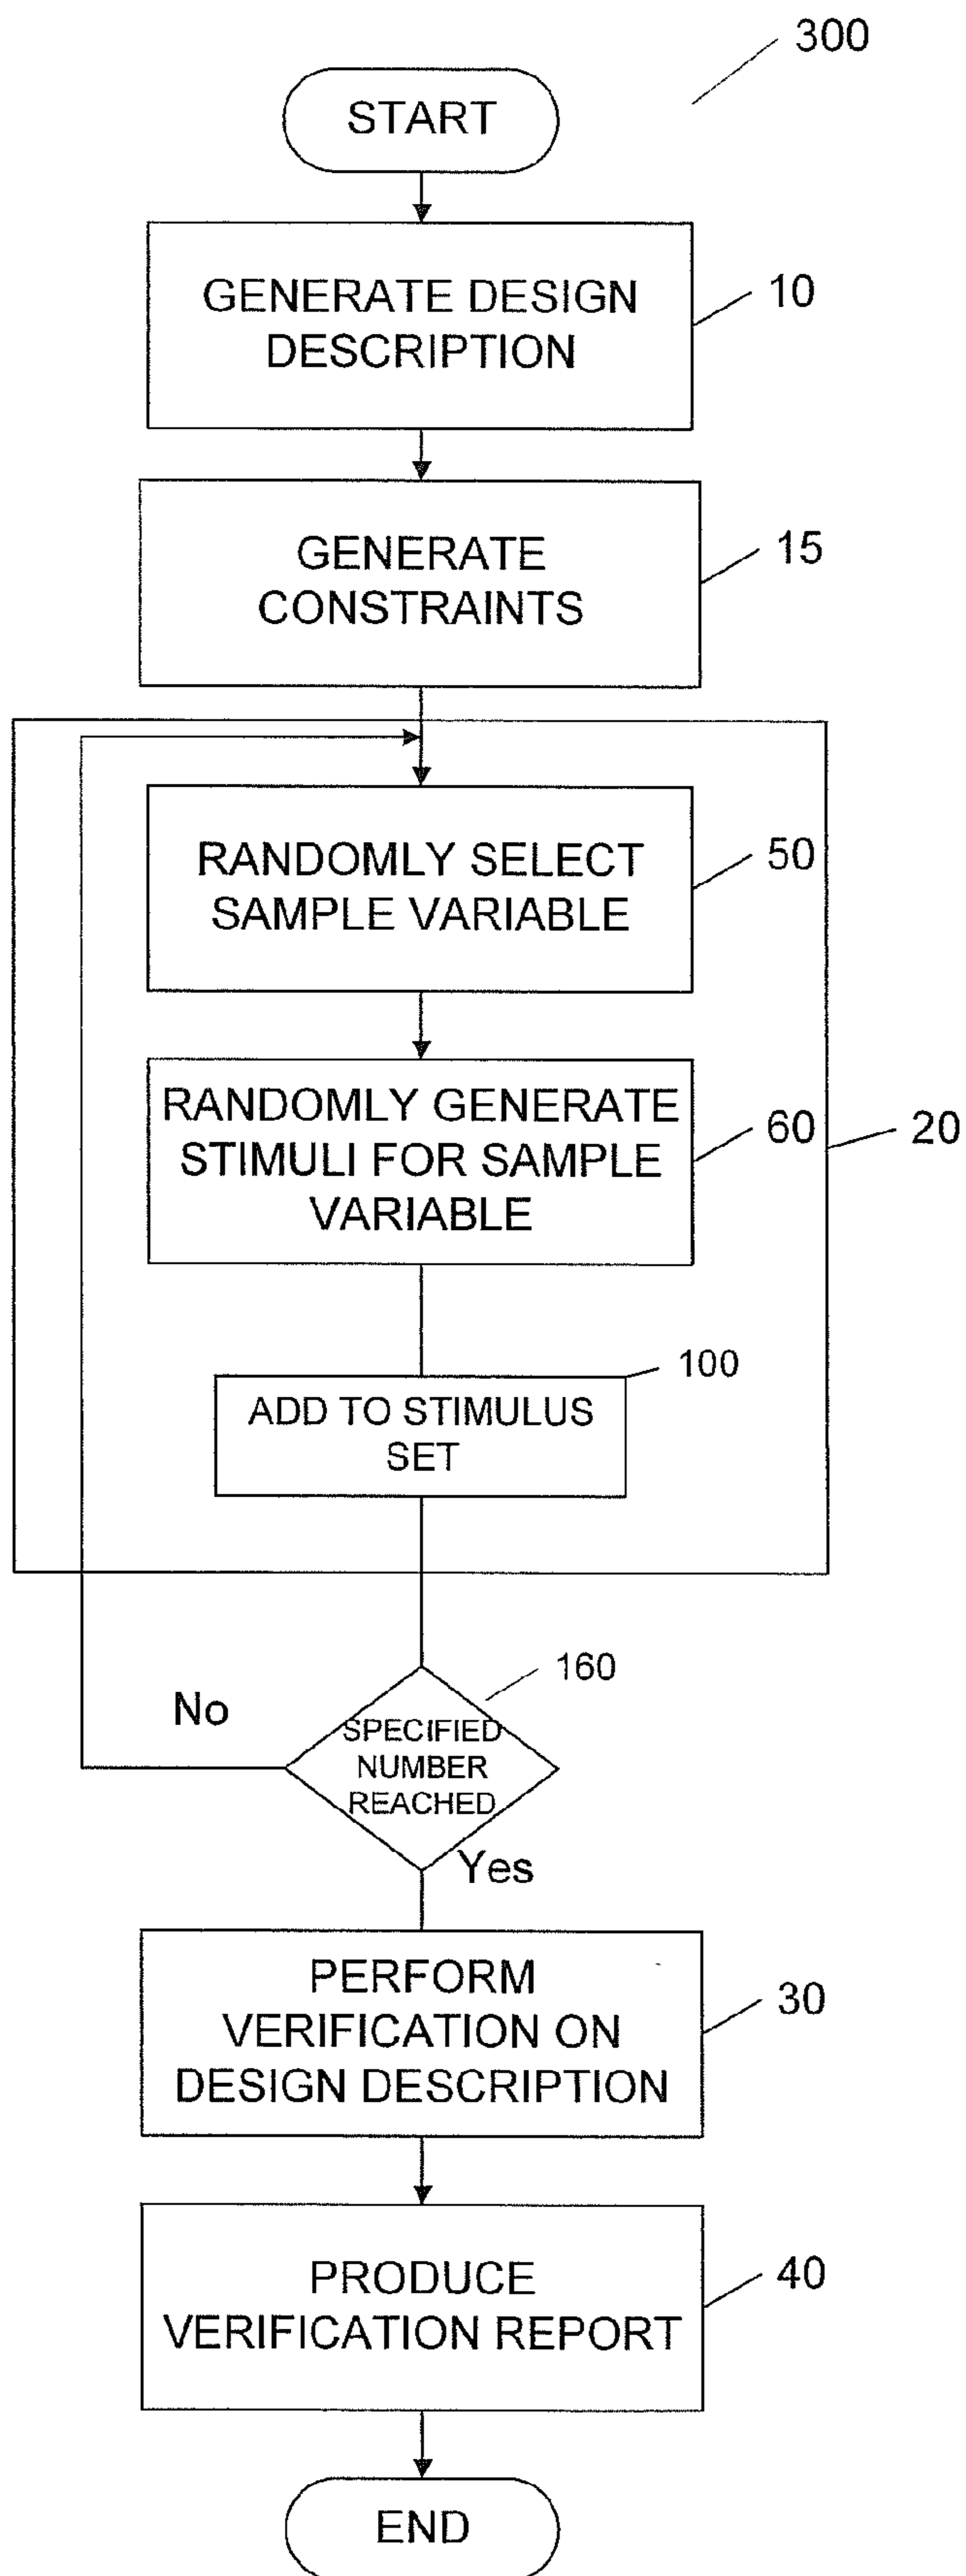 300
START
GENERATE DESIGN
DESCRIPTION
10
GENERATE
CONSTRAINTS
15
RANDOMLY SELECT
SAMPLE VARIABLE
50
RANDOMLY GENERATE
STIMULI FOR SAMPLE
VARIABLE
60
20
100
ADD TO STIMULUS
SET
160
No
SPECIFIED
NUMBER
REACHED
Yes
PERFORM
VERIFICATION ON
DESIGN DESCRIPTION
30
PRODUCE
VERIFICATION REPORT
40
END